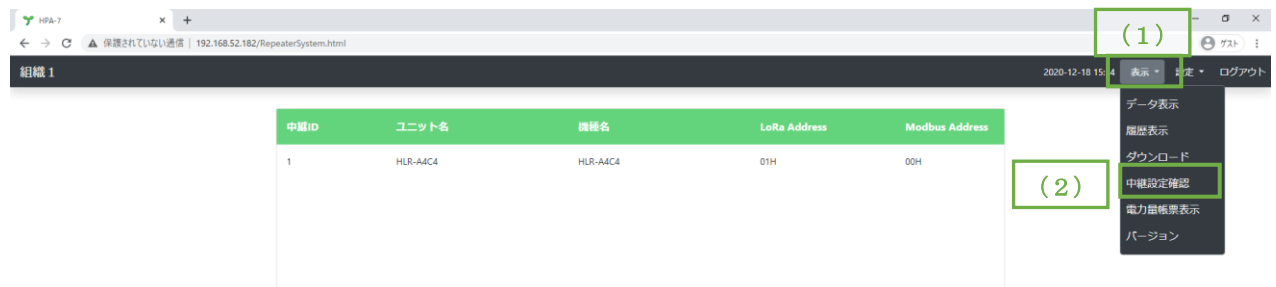 HPA-7
保護されていない通信 | 192.168.52.182/RepeaterSystem.html
(1)
ゲスト
組織 1
2020-12-18 15: 4 表示 設定 ログアウト
中継ID ユニット名 機種名 LoRa Address Modbus Address
1 HLR-A4C4 HLR-A4C4 01H 00H
データ表示
履歴表示
ダウンロード
(2)
中継設定確認
電力量帳票表示
バージョン